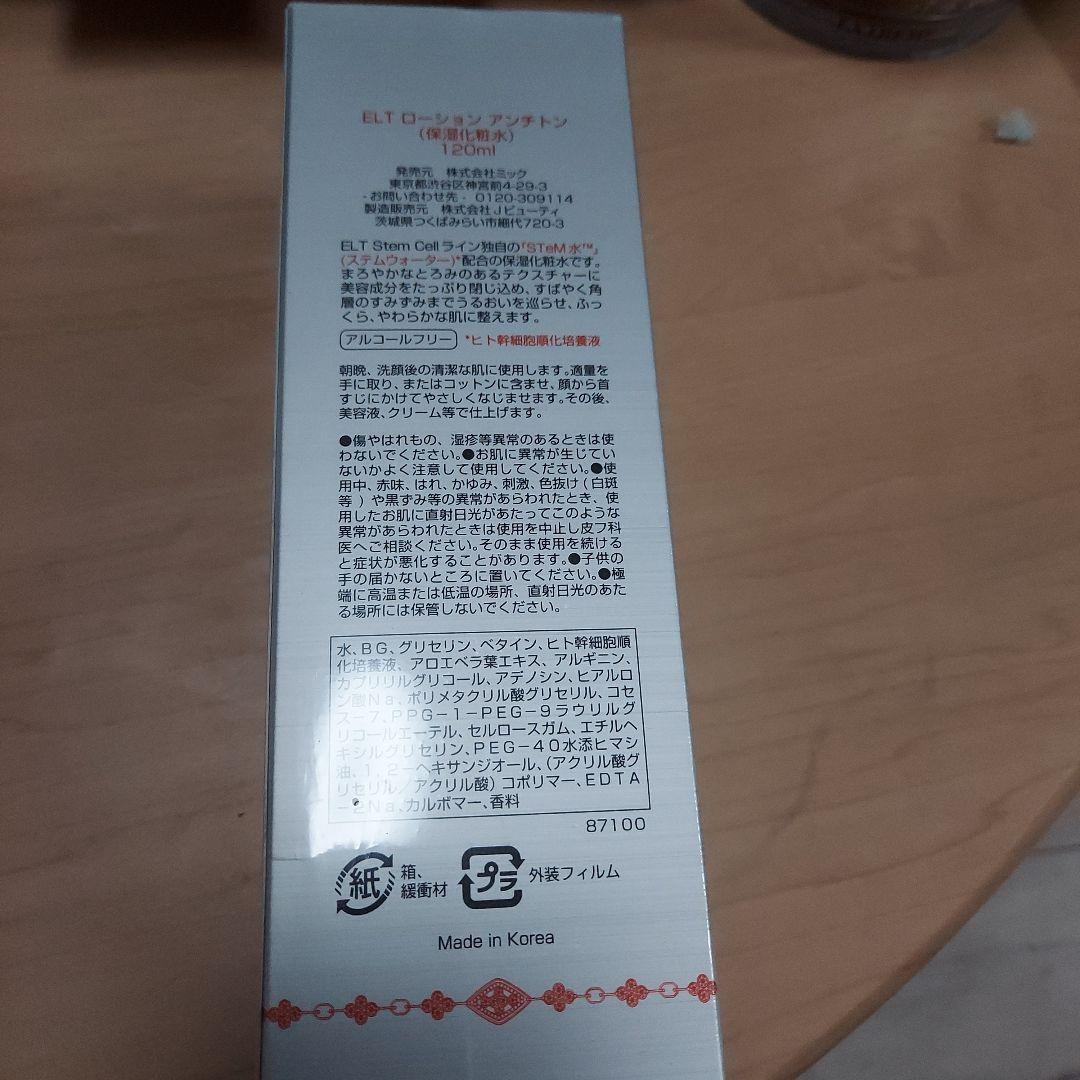 ELT ローション アンチトン
(保湿化粧水)
120ml
発売元 株式会社ミック
東京都渋谷区神宮前4-29-3
- お問い合わせ先 - 0120-309114
製造販売元 株式会社Jビューティ
茨城県つくばみらい市細代720-3
ELT Stem Cell ライン独自の「STeM水™」
(ステムウォーター)*配合の保湿化粧水です。
まろやかなとろみのあるテクスチャーに
美容成分をたっぷり閉じ込め、すばやく角
層のすみずみまでうるおいを巡らせ、ふっ
くら、やわらかな肌に整えます。
アルコールフリー *ヒト幹細胞順化培養液
朝晩、洗顔後の清潔な肌に使用します。適量を
手に取り、またはコットンに含ませ、顔から首
すじにかけてやさしくなじませます。その後、
美容液、クリーム等で仕上げます。
●傷やはれもの、湿疹等異常のあるときは使
わないでください。●お肌に異常が生じてい
ないかよく注意して使用してください。●使
用中、赤味、はれ、かゆみ、刺激、色抜け(白斑
等 ) や黒ずみ等の異常があらわれたとき、使
用したお肌に直射日光があたってこのような
異常があらわれたときは使用を中止し皮フ科
医へご相談ください。そのまま使用を続ける
と症状が悪化することがあります。●子供の
手の届かないところに置いてください。●極
端に高温または低温の場所、直射日光のあた
る場所には保管しないでください。
水、BG、グリセリン、ベタイン、ヒト幹細胞順
化培養液、アロエベラ葉エキス、アルギニン、
カプリリルグリコール、アデノシン、ヒアルロ
ン酸Na、ポリメタクリル酸グリセリル、コセ
ス-7、PPG-1-PEG-9ラウリルグ
リコールエーテル、セルロースガム、エチルヘ
キシルグリセリン、PEG-40水添ヒマシ
油、1,2-ヘキサンジオール、(アクリル酸グ
リセリル/アクリル酸) コポリマー、EDTA
-2Na、カルボマー、香料
87100
紙 箱、
緩衝材
プラ 外装フィルム
Made in Korea